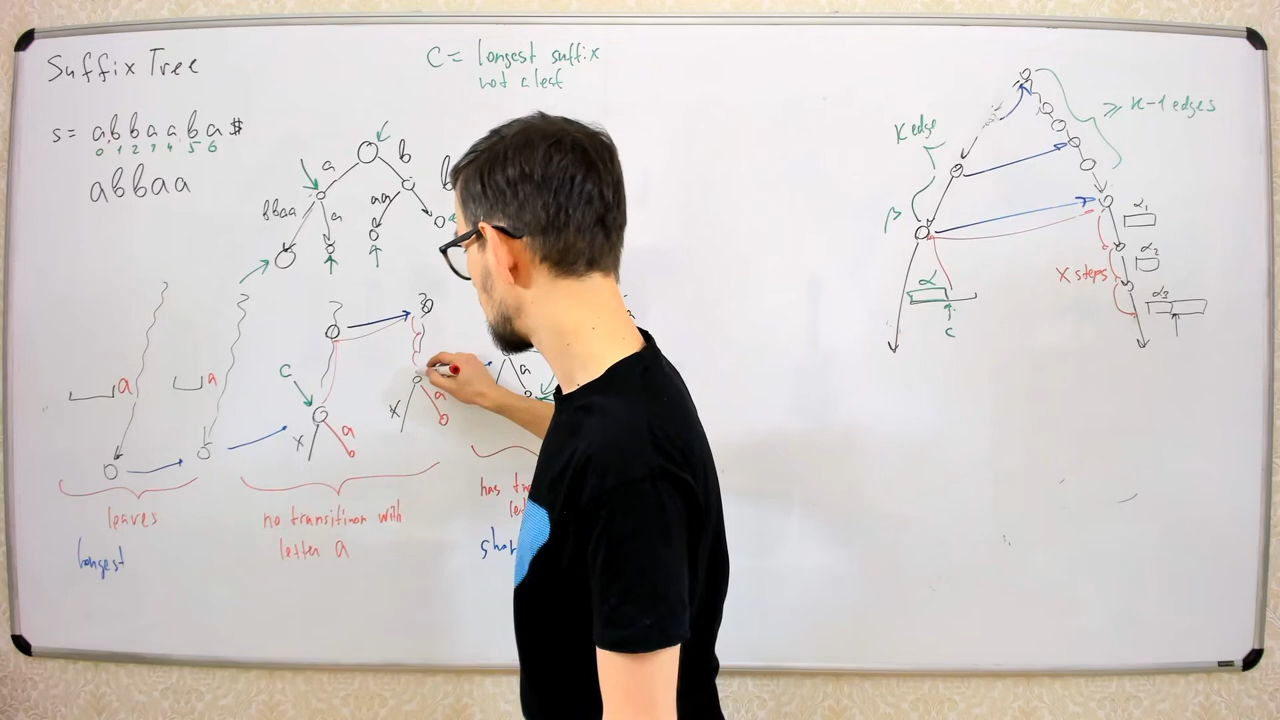 Suffix Tree
C = longest suffix
not a leaf
s = abbaaba$
0 1 2 3 4 5 6
abbaa
a
b
b
bbaa
a
aa
a
a
C
x
a
x
a
a
leaves
no transition with
letter a
has
longest
K edge
≥ K-1 edges
β
α
C
α1
α2
α3
X steps